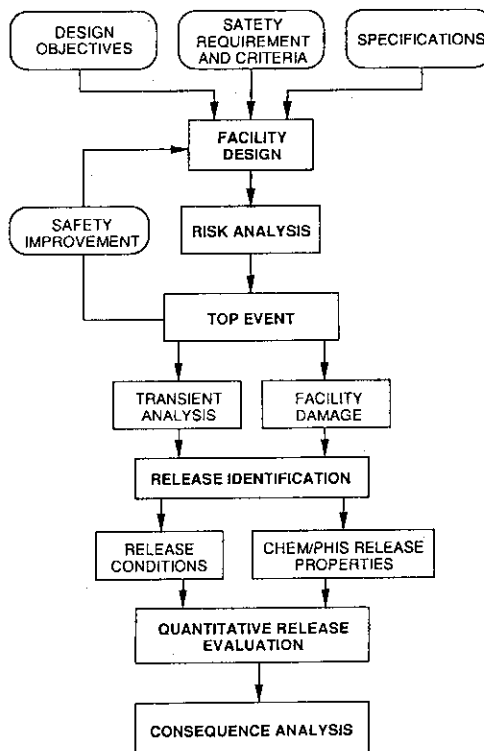 DESIGN
OBJECTIVES
SATETY
REQUIREMENT
AND CRITERIA
SPECIFICATIONS
FACILITY
DESIGN
SAFETY
IMPROVEMENT
RISK ANALYSIS
TOP EVENT
TRANSIENT
ANALYSIS
FACILITY
DAMAGE
RELEASE IDENTIFICATION
RELEASE
CONDITIONS
CHEM/PHIS RELEASE
PROPERTIES
QUANTITATIVE RELEASE
EVALUATION
CONSEQUENCE ANALYSIS